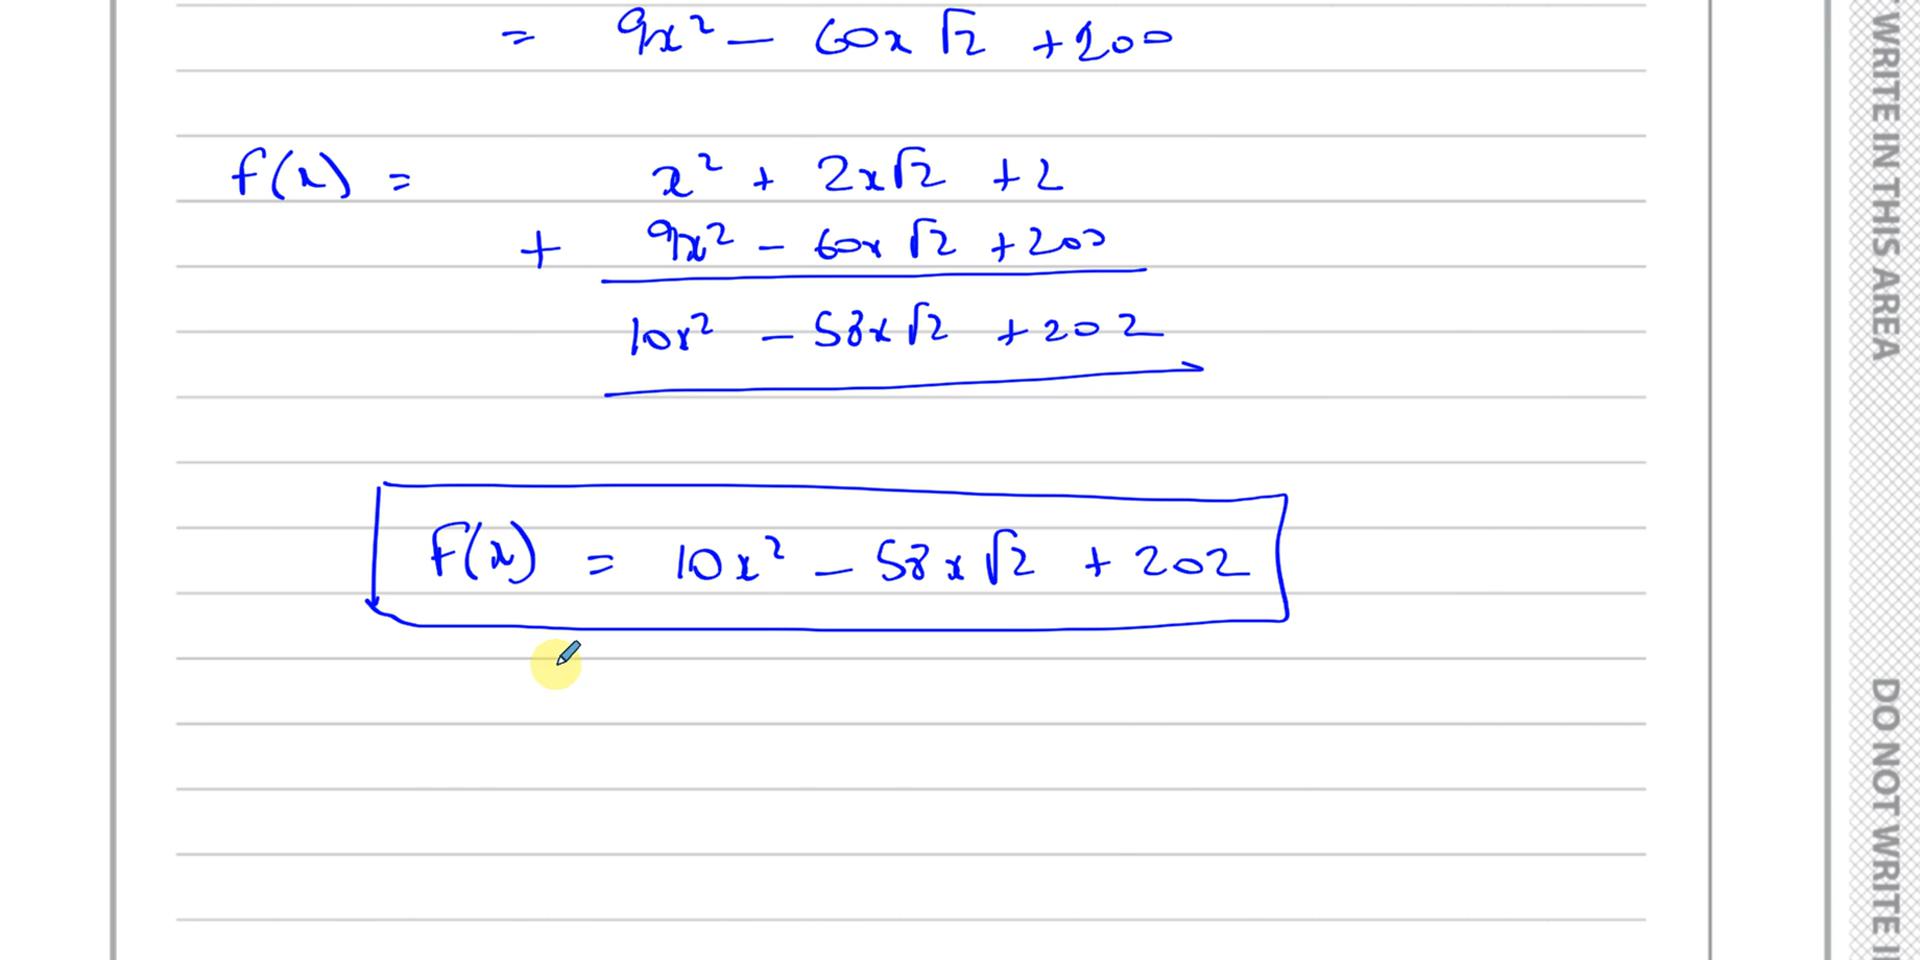 = 9x² - 60x √2 + 200
f(x) = x² + 2x√2 + 2
+ 9x² - 60x √2 + 200
10x² - 58x √2 + 202
f(x) = 10x² - 58x √2 + 202
WRITE IN THIS AREA
DO NOT WRITE I